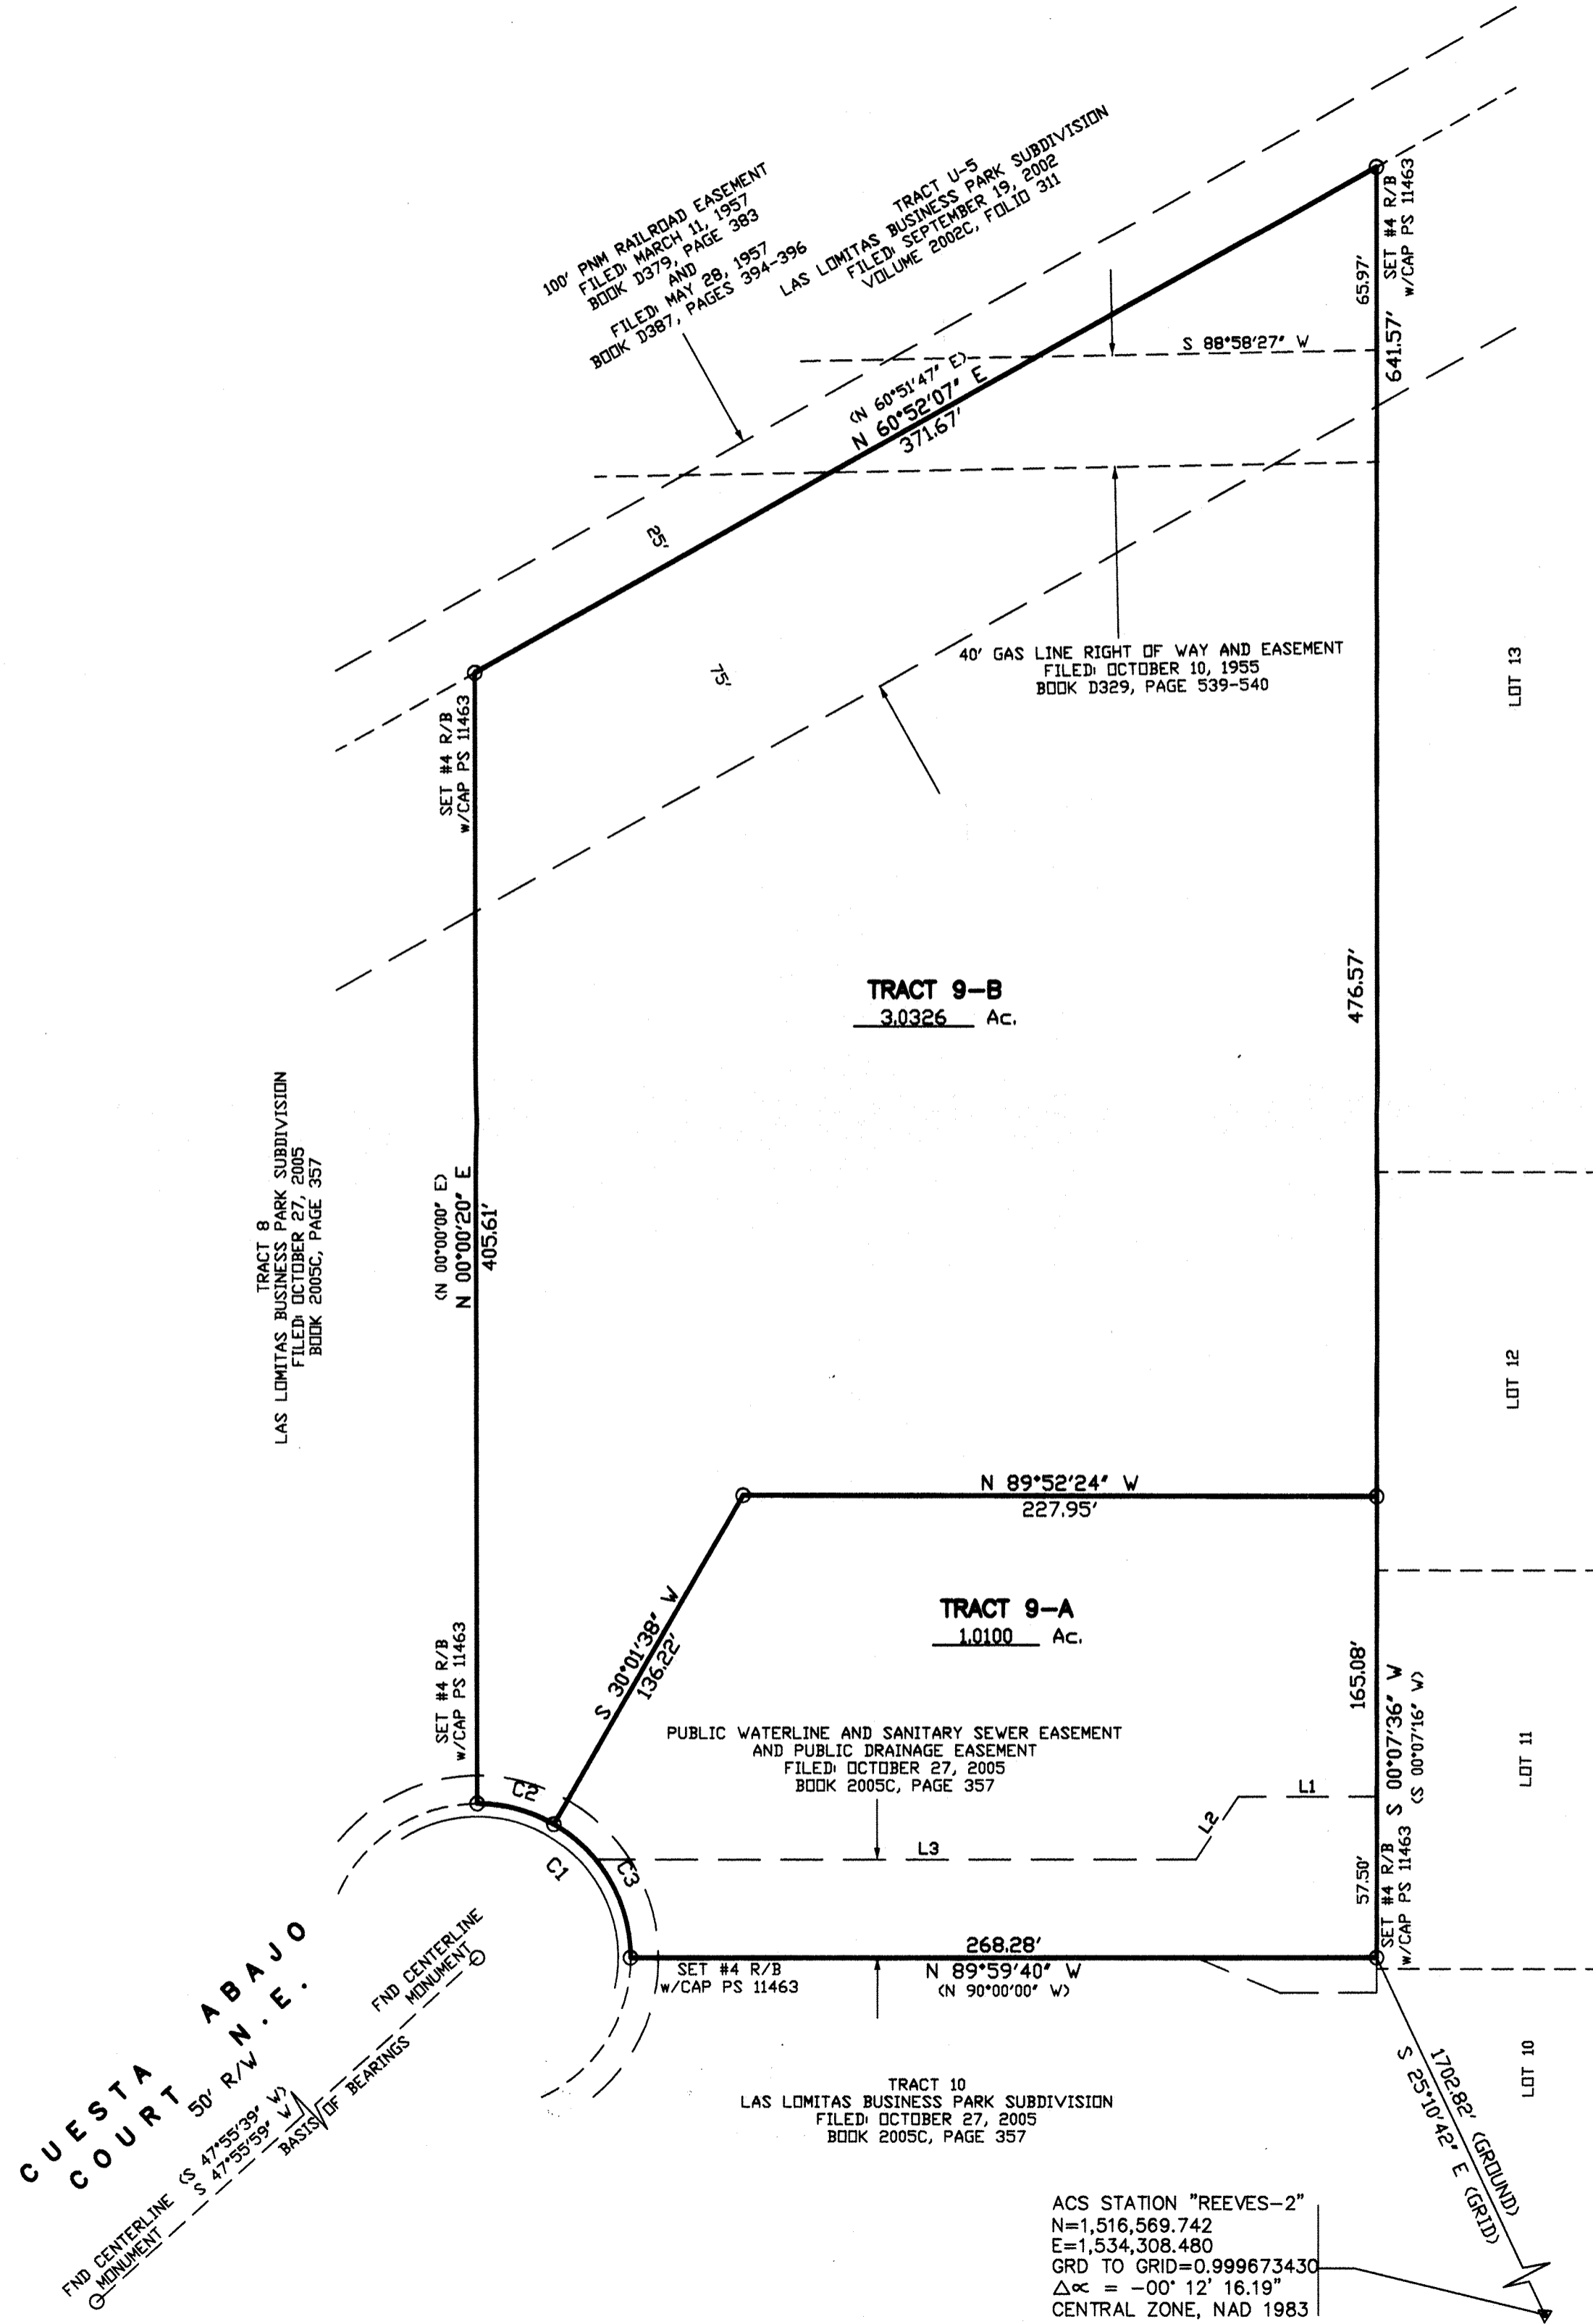 100' PNM RAILROAD EASEMENT
FILED: MARCH 11, 1957
BOOK D379, PAGE 383
AND
FILED: MAY 28, 1957
BOOK D387, PAGES 394-396
TRACT U-5
LAS LOMITAS BUSINESS PARK SUBDIVISION
FILED: SEPTEMBER 19, 2002
VOLUME 2002C, FOLIO 311
SET #4 R/B
w/CAP PS 11463
65.97'
641.57'
S 88°58'27" W
(N 60°51'47" E)
N 60°52'07" E
371.67'
25'
75'
40' GAS LINE RIGHT OF WAY AND EASEMENT
FILED: OCTOBER 10, 1955
BOOK D329, PAGE 539-540
LOT 13
SET #4 R/B
w/CAP PS 11463
TRACT 9-B
3.0326 Ac.
476.57'
TRACT 8
LAS LOMITAS BUSINESS PARK SUBDIVISION
FILED: OCTOBER 27, 2005
BOOK 2005C, PAGE 357
(N 00°00'00" E)
N 00°00'20" E
405.61'
LOT 12
N 89°52'24" W
227.95'
S 30°01'38" W
136.22'
TRACT 9-A
1.0100 Ac.
SET #4 R/B
w/CAP PS 11463
165.08'
S 00°07'36" W
(S 00°07'16" W)
LOT 11
PUBLIC WATERLINE AND SANITARY SEWER EASEMENT
AND PUBLIC DRAINAGE EASEMENT
FILED: OCTOBER 27, 2005
BOOK 2005C, PAGE 357
L1
L2
L3
C2
C1
C3
57.50'
SET #4 R/B
w/CAP PS 11463
268.28'
N 89°59'40" W
(N 90°00'00" W)
SET #4 R/B
w/CAP PS 11463
CUESTA ABAJO
COURT N.E.
50' R/W
FND CENTERLINE
MONUMENT
(S 47°55'39" W)
S 47°55'59" W
BASIS OF BEARINGS
FND CENTERLINE
MONUMENT
TRACT 10
LAS LOMITAS BUSINESS PARK SUBDIVISION
FILED: OCTOBER 27, 2005
BOOK 2005C, PAGE 357
LOT 10
1702.82' (GROUND)
S 25°10'42" E (GRID)
ACS STATION "REEVES-2"
N=1,516,569.742
E=1,534,308.480
GRD TO GRID=0.999673430
Δ∝ = -00° 12' 16.19"
CENTRAL ZONE, NAD 1983